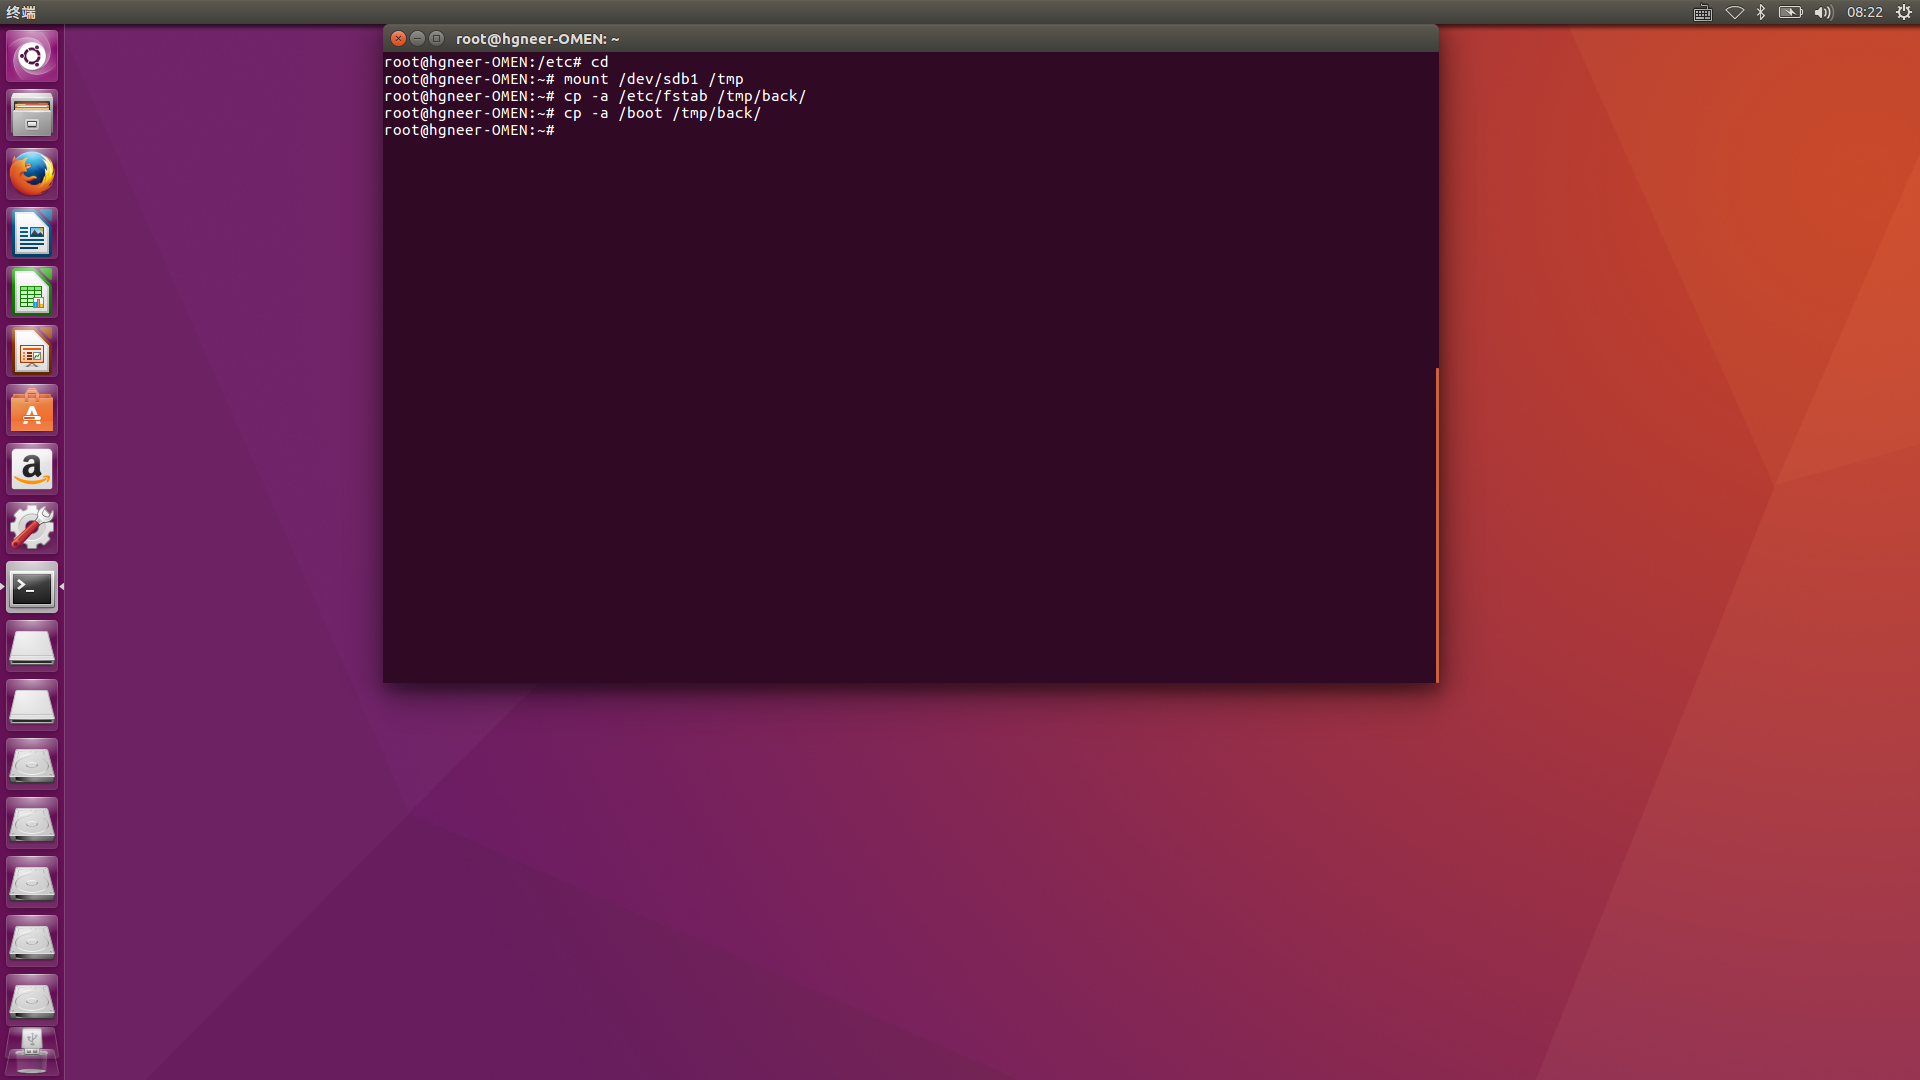 终端
08:22
root@hgneer-OMEN: ~
root@hgneer-OMEN:/etc# cd
root@hgneer-OMEN:~# mount /dev/sdb1 /tmp
root@hgneer-OMEN:~# cp -a /etc/fstab /tmp/back/
root@hgneer-OMEN:~# cp -a /boot /tmp/back/
root@hgneer-OMEN:~#